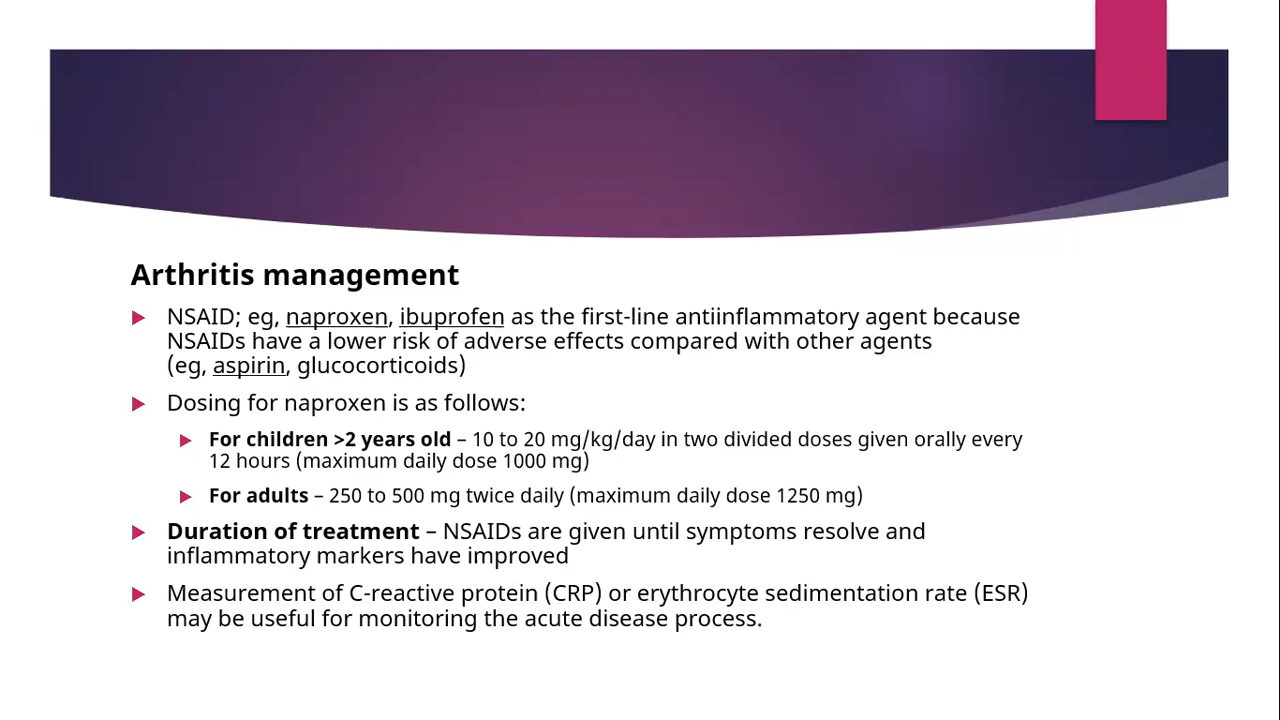 Arthritis management
NSAID; eg, naproxen, ibuprofen as the first-line antiinflammatory agent because
NSAIDs have a lower risk of adverse effects compared with other agents
(eg, aspirin, glucocorticoids)
Dosing for naproxen is as follows:
For children >2 years old – 10 to 20 mg/kg/day in two divided doses given orally every
12 hours (maximum daily dose 1000 mg)
For adults – 250 to 500 mg twice daily (maximum daily dose 1250 mg)
Duration of treatment – NSAIDs are given until symptoms resolve and
inflammatory markers have improved
Measurement of C-reactive protein (CRP) or erythrocyte sedimentation rate (ESR)
may be useful for monitoring the acute disease process.